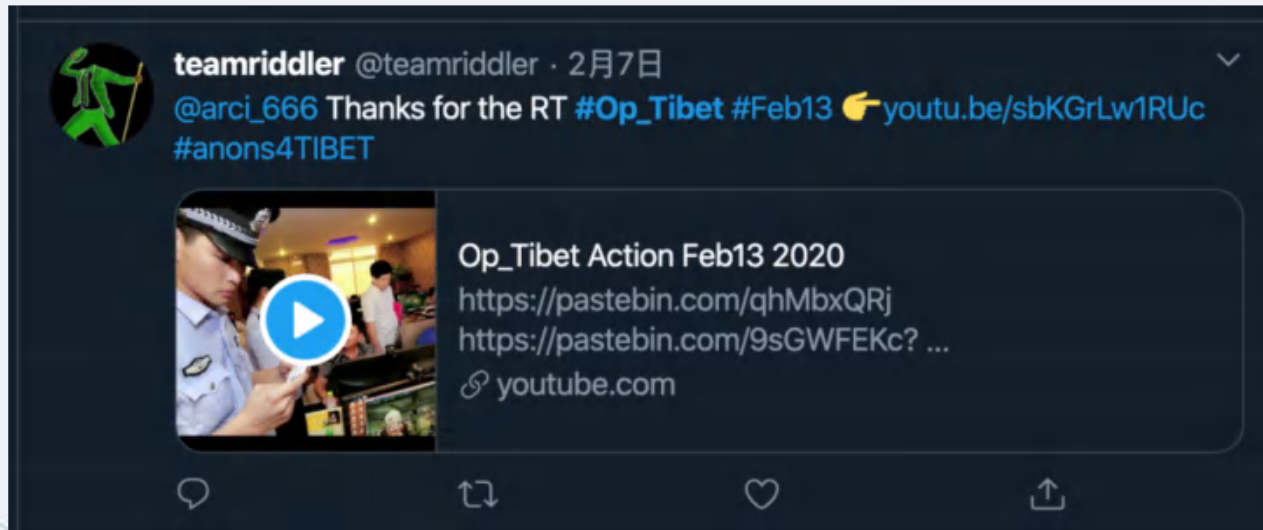 teamriddler @teamriddler · 2月7日
@arci_666 Thanks for the RT #Op_Tibet #Feb13 👉youtu.be/sbKGrLw1RUc
#anons4TIBET
Op_Tibet Action Feb13 2020
https://pastebin.com/qhMbxQRj
https://pastebin.com/9sGWFEKc? ...
youtube.com